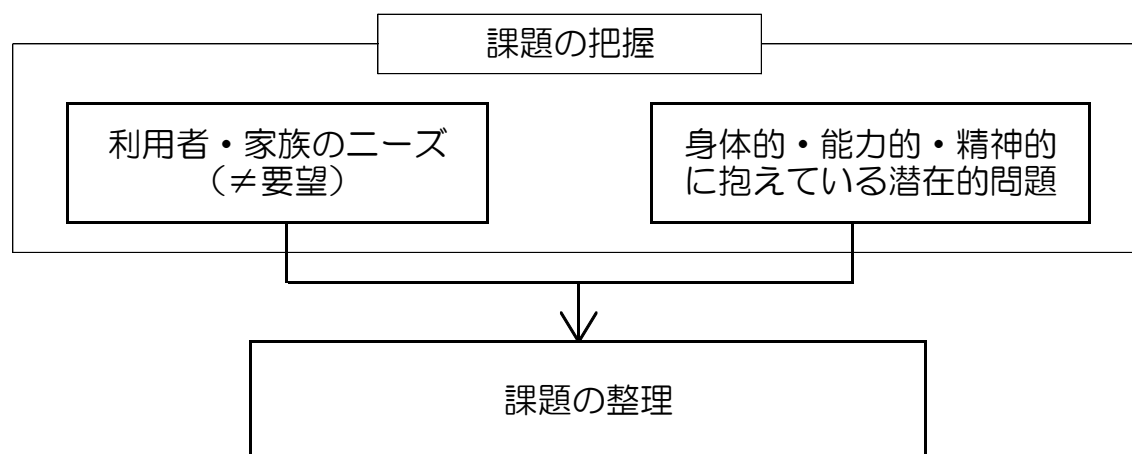 課題の把握
利用者・家族のニーズ
（≠要望）
身体的・能力的・精神的
に抱えている潜在的問題
課題の整理